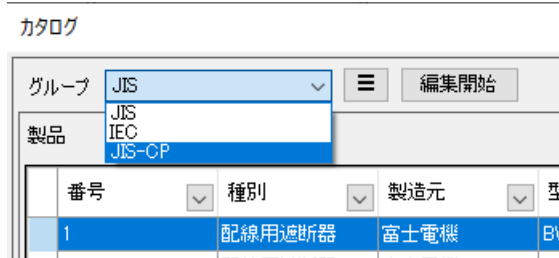 カタログ
グループ JIS ☰ 編集開始
JIS
IEC
JIS-CP
製品
番号 種別 製造元
1 配線用遮断器 富士電機